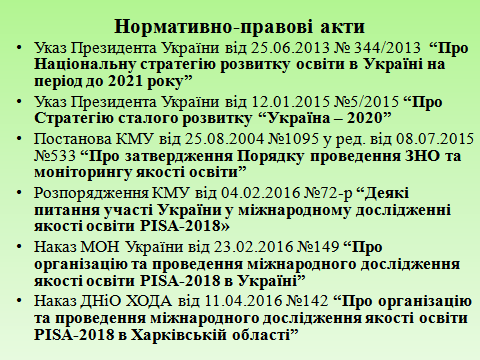 Нормативно-правові акти
• Указ Президента України від 25.06.2013 № 344/2013 “Про
Національну стратегію розвитку освіти в Україні на
період до 2021 року”
• Указ Президента України від 12.01.2015 №5/2015 “Про
Стратегію сталого розвитку “Україна – 2020”
• Постанова КМУ від 25.08.2004 №1095 у ред. від 08.07.2015
№533 “Про затвердження Порядку проведення ЗНО та
моніторингу якості освіти”
• Розпорядження КМУ від 04.02.2016 №72-р “Деякі
питання участі України у міжнародному дослідженні
якості освіти PISA-2018»
• Наказ МОН України від 23.02.2016 №149 “Про
організацію та проведення міжнародного дослідження
якості освіти PISA-2018 в Україні”
• Наказ ДНіО ХОДА від 11.04.2016 №142 “Про організацію
та проведення міжнародного дослідження якості освіти
PISA-2018 в Харківській області”